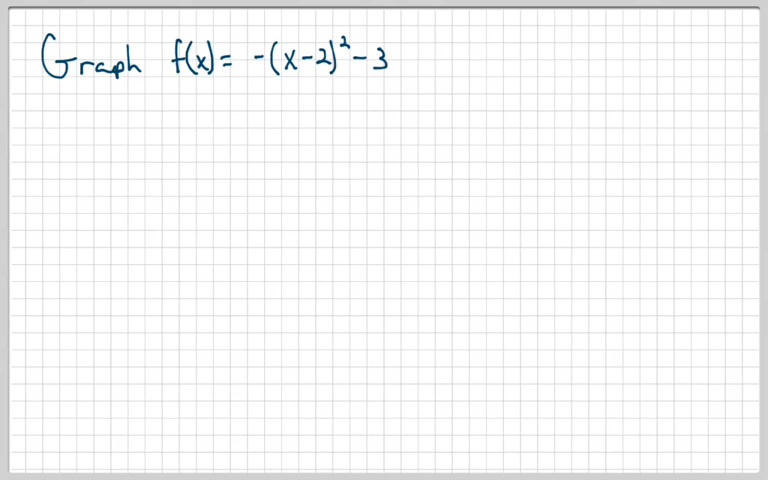 Graph f(x) = -(x-2)² - 3